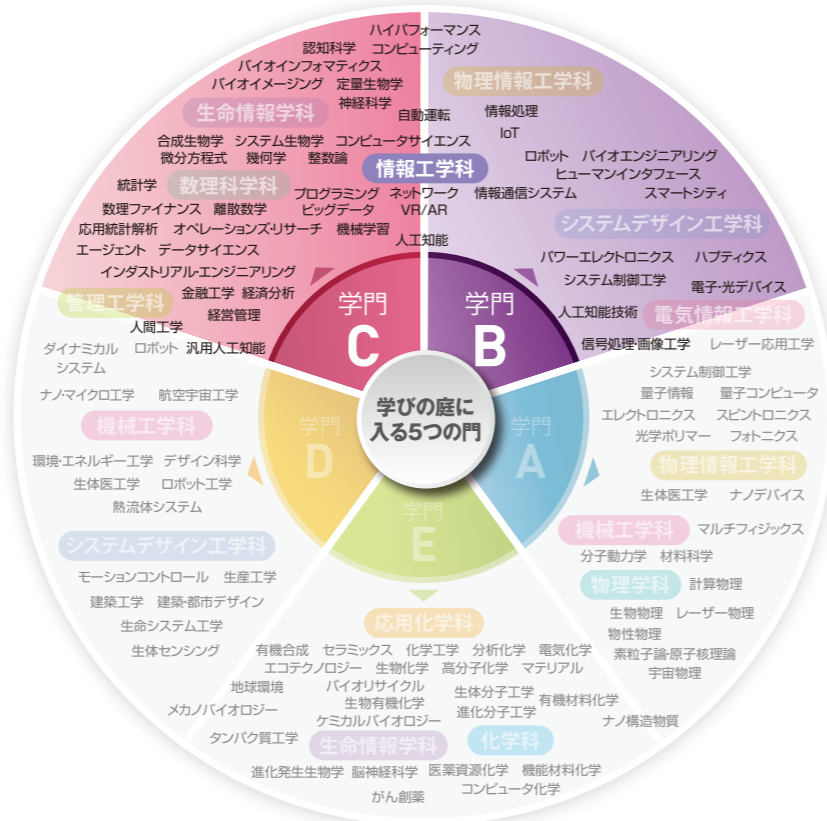 ハイパフォーマンス
コンピューティング
認知科学
バイオインフォマティクス
バイオイメージング 定量生物学
生命情報学科
神経科学
自動運転
合成生物学 システム生物学 コンピュータサイエンス
微分方程式 幾何学 整数論
情報工学科
統計学
数理科学科
プログラミング ネットワーク 情報通信システム
数理ファイナンス 離散数学 ビッグデータ VR/AR
応用統計解析 オペレーションズ・リサーチ 機械学習
人工知能
エージェント データサイエンス
インダストリアル・エンジニアリング
管理工学科
金融工学 経済分析
経営管理
人間工学
物理情報工学科
情報処理
IoT
ロボット バイオエンジニアリング
ヒューマンインタフェース
スマートシティ
システムデザイン工学科
パワーエレクトロニクス ハプティクス
システム制御工学
電子・光デバイス
人工知能技術
電気情報工学科
信号処理・画像工学 レーザー応用工学
学門
C
学門
B
学門
D
学門
A
学門
E
学びの庭に
入る5つの門
ダイナミカル
システム
ロボット 汎用人工知能
ナノ・マイクロ工学 航空宇宙工学
機械工学科
環境・エネルギー工学 デザイン科学
生体医工学 ロボット工学
熱流体システム
システムデザイン工学科
モーションコントロール 生産工学
建築工学 建築・都市デザイン
生命システム工学
生体センシング
システム制御工学
量子情報 量子コンピュータ
エレクトロニクス スピントロニクス
光学ポリマー フォトニクス
物理情報工学科
生体医工学 ナノデバイス
機械工学科
マルチフィジックス
分子動力学 材料科学
物理学科
計算物理
生物物理 レーザー物理
物性物理
素粒子論・原子核理論
宇宙物理
ナノ構造物質
応用化学科
有機合成 セラミックス 化学工学 分析化学 電気化学
エコテクノロジー 生物化学 高分子化学 マテリアル
地球環境
バイオリサイクル
生体分子工学
生物有機化学
有機材料化学
メカノバイオロジー
ケミカルバイオロジー
進化分子工学
タンパク質工学
生命情報学科
化学科
進化発生生物学 脳神経科学 医薬資源化学 機能材料化学
がん創薬
コンピュータ化学